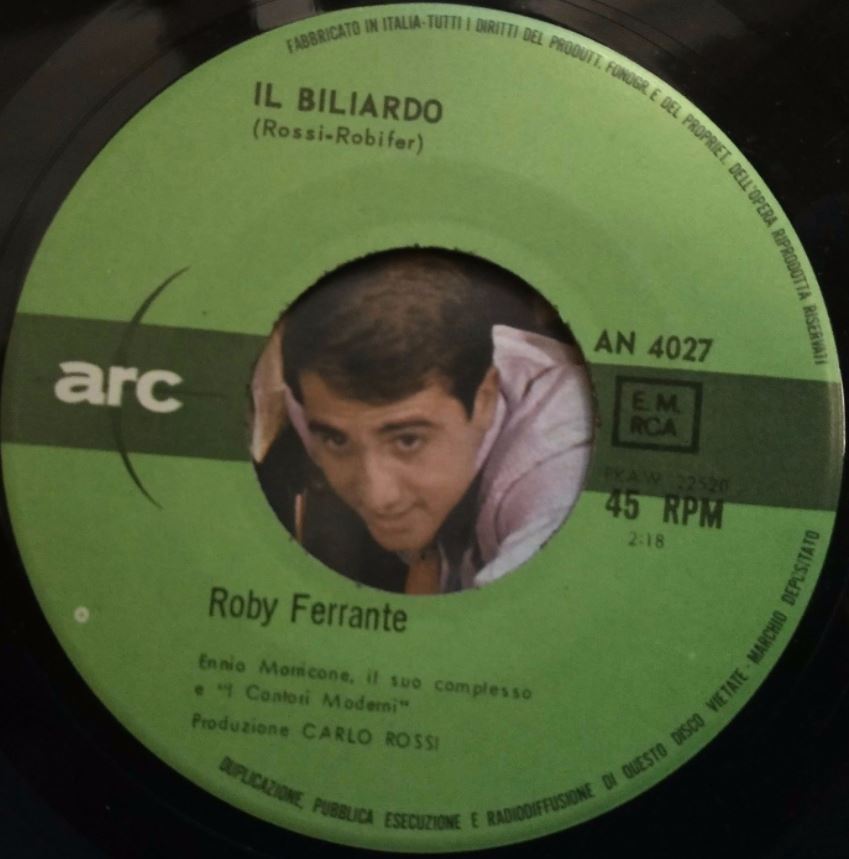 FABBRICATO IN ITALIA-TUTTI I DIRITTI DEL PRODUTT. FONOGR. E DEL PROPRIET. DELL'OPERA RIPRODOTTA RISERVATI
IL BILIARDO
(Rossi-Robifer)
arc
AN 4027
E. M.
RCA
PKAW 22520
45 RPM
2:18
Roby Ferrante
Ennio Morricone, il suo complesso
e "I Cantori Moderni"
Produzione CARLO ROSSI
DUPLICAZIONE, PUBBLICA ESECUZIONE E RADIODIFFUSIONE DI QUESTO DISCO VIETATE - MARCHIO DEPOSITATO